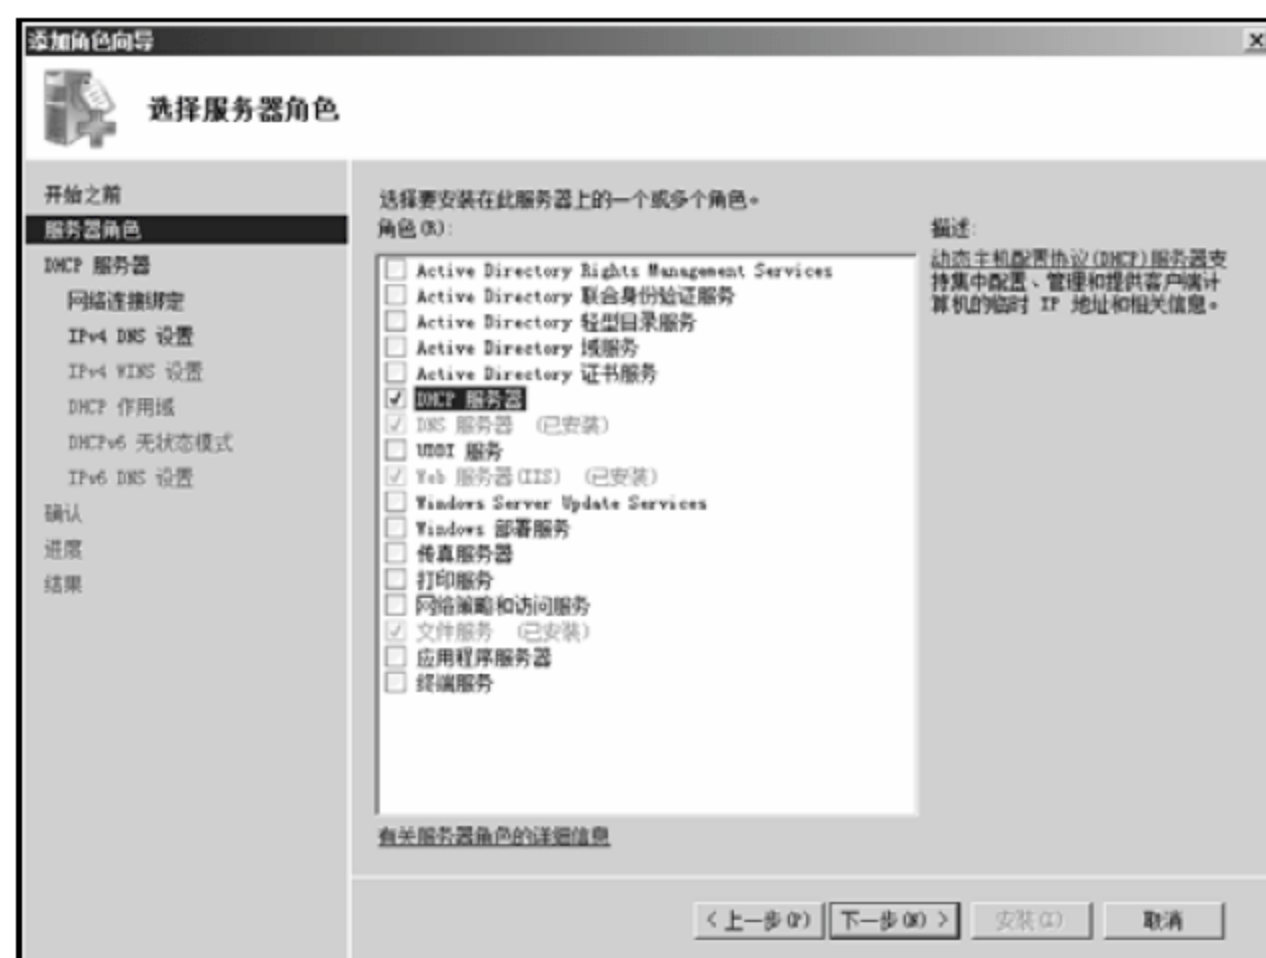 添加角色向导
选择服务器角色
开始之前
服务器角色
DHCP 服务器
网络连接绑定
IPv4 DNS 设置
IPv4 WINS 设置
DHCP 作用域
DHCPv6 无状态模式
IPv6 DNS 设置
确认
进度
结果
选择要安装在此服务器上的一个或多个角色。
角色(R):
Active Directory Rights Management Services
Active Directory 联合身份验证服务
Active Directory 轻型目录服务
Active Directory 域服务
Active Directory 证书服务
DHCP 服务器
DNS 服务器 (已安装)
UDDI 服务
Web 服务器(IIS) (已安装)
Windows Server Update Services
Windows 部署服务
传真服务器
打印服务
网络策略和访问服务
文件服务 (已安装)
应用程序服务器
终端服务
有关服务器角色的详细信息
描述:
动态主机配置协议(DHCP)服务器支
持集中配置、管理和提供客户端计
算机的临时 IP 地址和相关信息。
<上一步(P)
下一步(N) >
安装(I)
取消